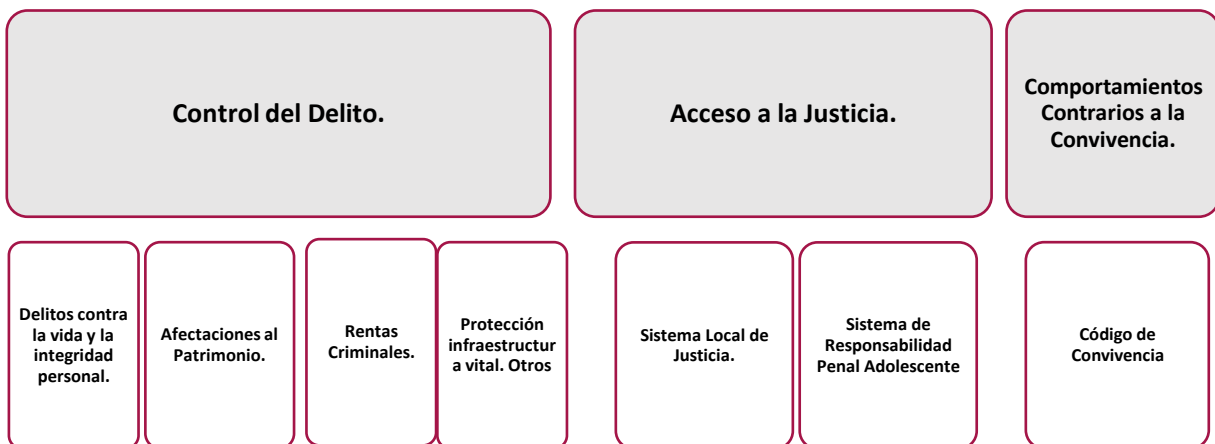 Control del Delito.
Acceso a la Justicia.
Comportamientos
Contrarios a la
Convivencia.
Delitos contra
la vida y la
integridad
personal.
Afectaciones al
Patrimonio.
Rentas
Criminales.
Protección
infraestructur
a vital. Otros
Sistema Local de
Justicia.
Sistema de
Responsabilidad
Penal Adolescente
Código de
Convivencia